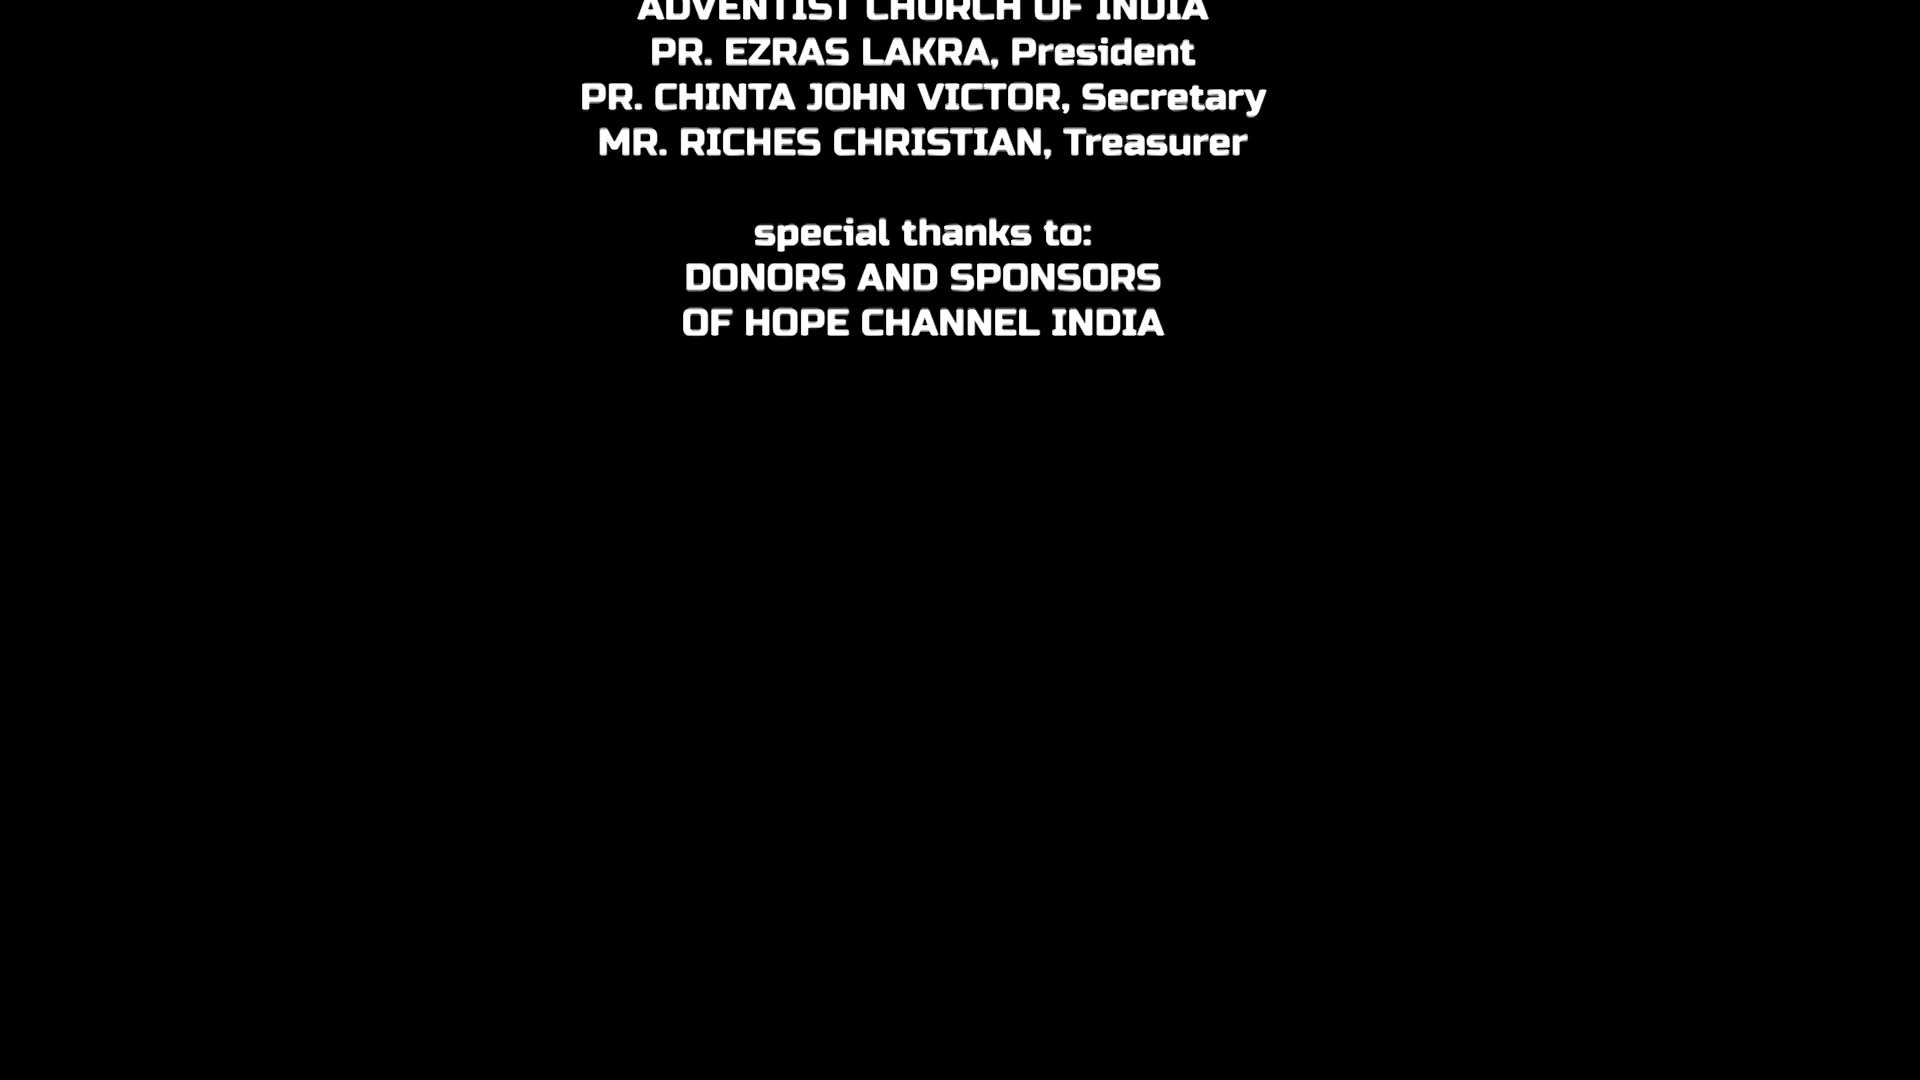 ADVENTIST CHURCH OF INDIA
PR. EZRAS LAKRA, President
PR. CHINTA JOHN VICTOR, Secretary
MR. RICHES CHRISTIAN, Treasurer
special thanks to:
DONORS AND SPONSORS
OF HOPE CHANNEL INDIA